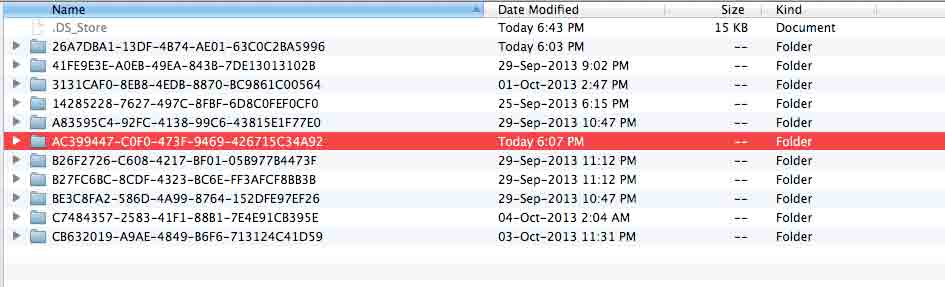 Name Date Modified Size Kind
.DS_Store Today 6:43 PM 15 KB Document
26A7DBA1-13DF-4B74-AE01-63C0C2BA5996 Today 6:03 PM -- Folder
41FE9E3E-A0EB-49EA-843B-7DE13013102B 29-Sep-2013 9:02 PM -- Folder
3131CAF0-8EB8-4EDB-8870-BC9861C00564 01-Oct-2013 2:47 PM -- Folder
14285228-7627-497C-8FBF-6D8C0FEF0CF0 25-Sep-2013 6:15 PM -- Folder
A83595C4-92FC-4138-99C6-43815E1F77E0 29-Sep-2013 10:47 PM -- Folder
AC399447-C0F0-473F-9469-426715C34A92 Today 6:07 PM -- Folder
B26F2726-C608-4217-BF01-05B977B4473F 29-Sep-2013 11:12 PM -- Folder
B27FC6BC-8CDF-4323-BC6E-FF3AFCF8BB3B 29-Sep-2013 11:12 PM -- Folder
BE3C8FA2-586D-4A99-8764-152DFE97EF26 29-Sep-2013 10:47 PM -- Folder
C7484357-2583-41F1-88B1-7E4E91CB395E 04-Oct-2013 2:04 AM -- Folder
CB632019-A9AE-4849-B6F6-713124C41D59 03-Oct-2013 11:31 PM -- Folder